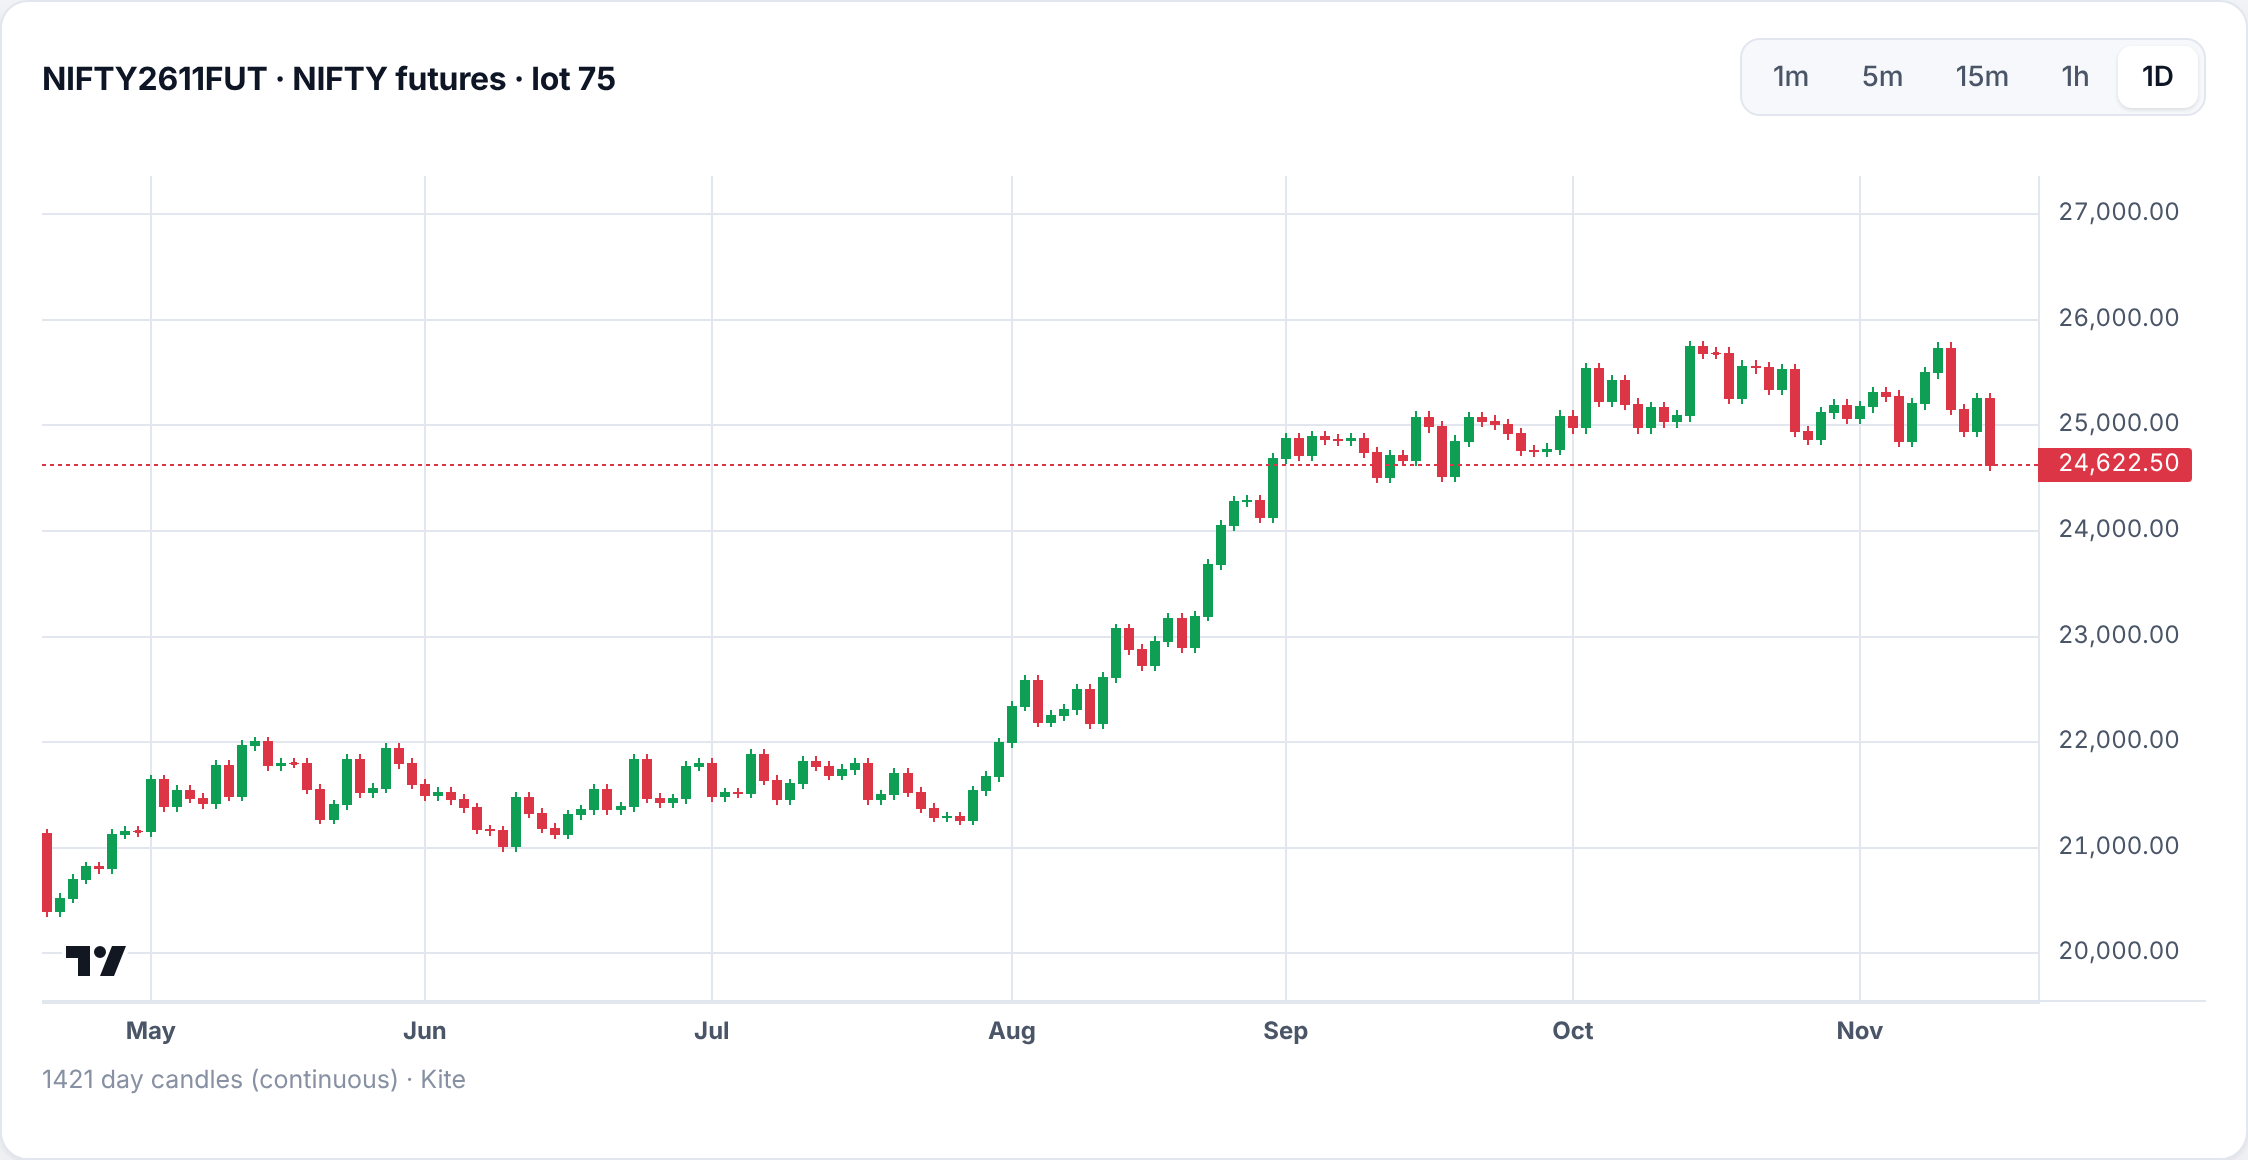 NIFTY2611FUT · NIFTY futures · lot 75
1m 5m 15m 1h 1D
27,000.00
26,000.00
25,000.00
24,622.50
24,000.00
23,000.00
22,000.00
21,000.00
20,000.00
May Jun Jul Aug Sep Oct Nov
1421 day candles (continuous) · Kite